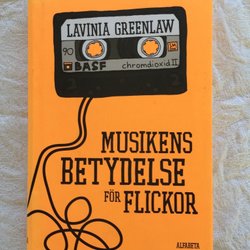 LAVINIA GREENLAW
90
BASF
chromdioxid II
MUSIKENS
BETYDELSE
FÖR FLICKOR
ALFABETA